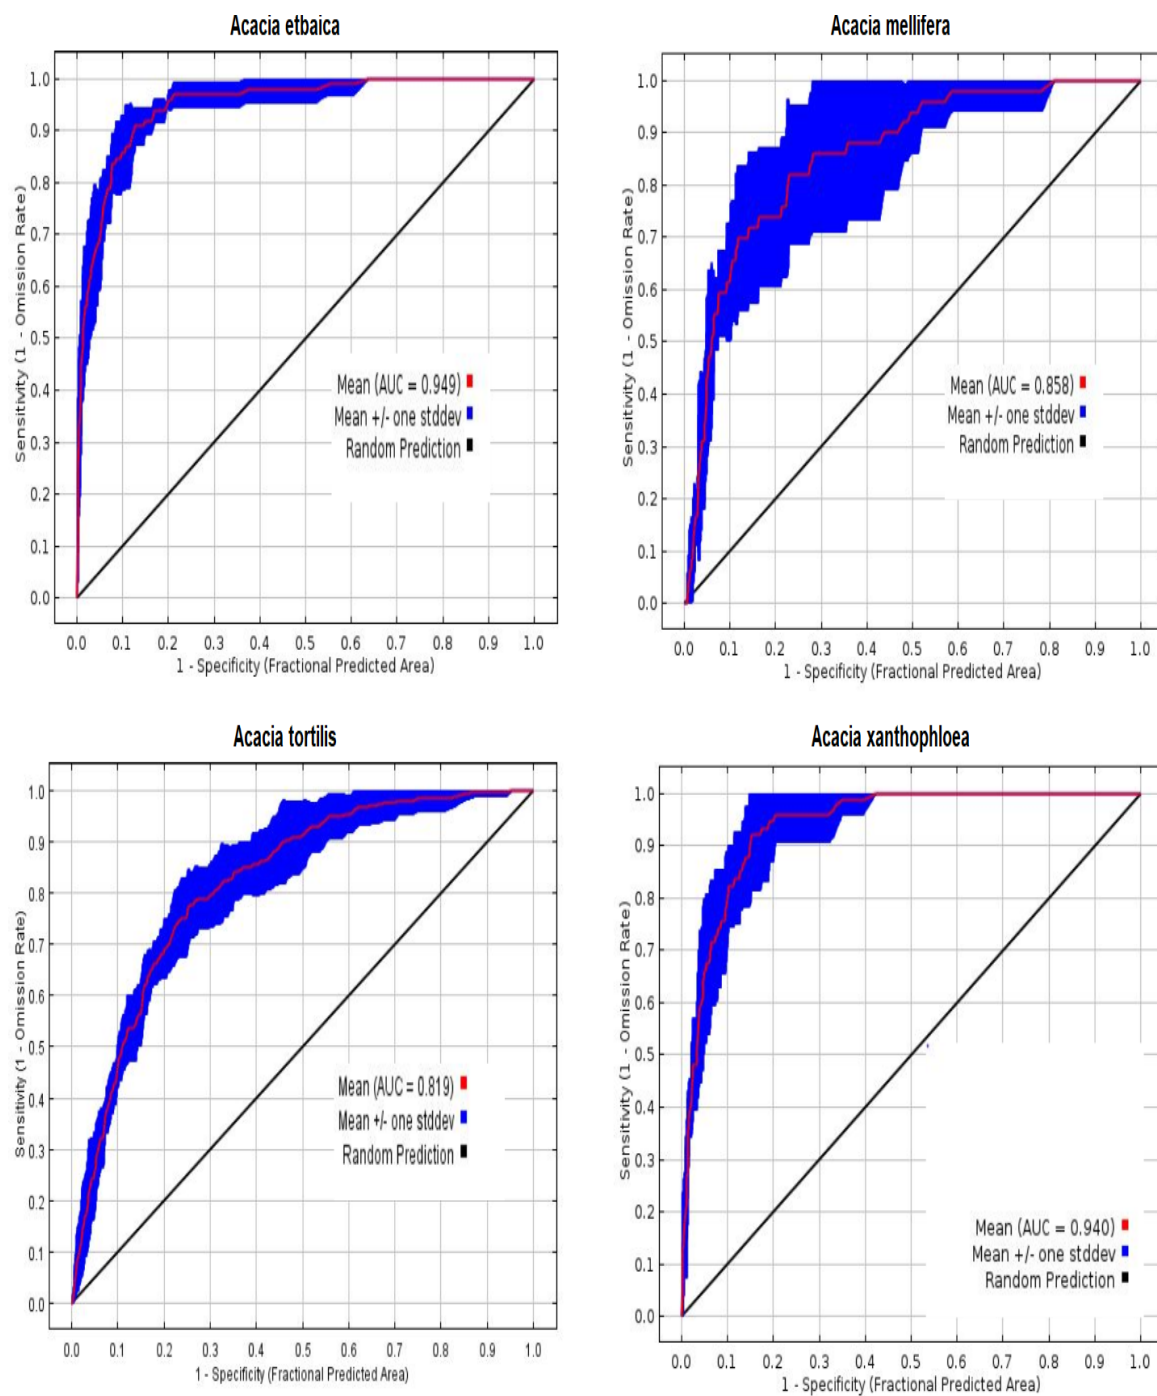 Acacia etbaica
1.0
0.9
0.8
0.7
0.6
0.5
0.4
0.3
0.2
0.1
0.0
Sensitivity (1 - Omission Rate)
Mean (AUC = 0.949)
Mean +/- one stddev
Random Prediction
0.0 0.1 0.2 0.3 0.4 0.5 0.6 0.7 0.8 0.9 1.0
1 - Specificity (Fractional Predicted Area)
Acacia mellifera
1.0
0.9
0.8
0.7
0.6
0.5
0.4
0.3
0.2
0.1
0.0
Sensitivity (1 - Omission Rate)
Mean (AUC = 0.858)
Mean +/- one stddev
Random Prediction
0.0 0.1 0.2 0.3 0.4 0.5 0.6 0.7 0.8 0.9 1.0
1 - Specificity (Fractional Predicted Area)
Acacia tortilis
1.0
0.9
0.8
0.7
0.6
0.5
0.4
0.3
0.2
0.1
0.0
Sensitivity (1 - Omission Rate)
Mean (AUC = 0.819)
Mean +/- one stddev
Random Prediction
0.0 0.1 0.2 0.3 0.4 0.5 0.6 0.7 0.8 0.9 1.0
1 - Specificity (Fractional Predicted Area)
Acacia xanthophloea
1.0
0.9
0.8
0.7
0.6
0.5
0.4
0.3
0.2
0.1
0.0
Sensitivity (1 - Omission Rate)
Mean (AUC = 0.940)
Mean +/- one stddev
Random Prediction
0.0 0.1 0.2 0.3 0.4 0.5 0.6 0.7 0.8 0.9 1.0
1 - Specificity (Fractional Predicted Area)